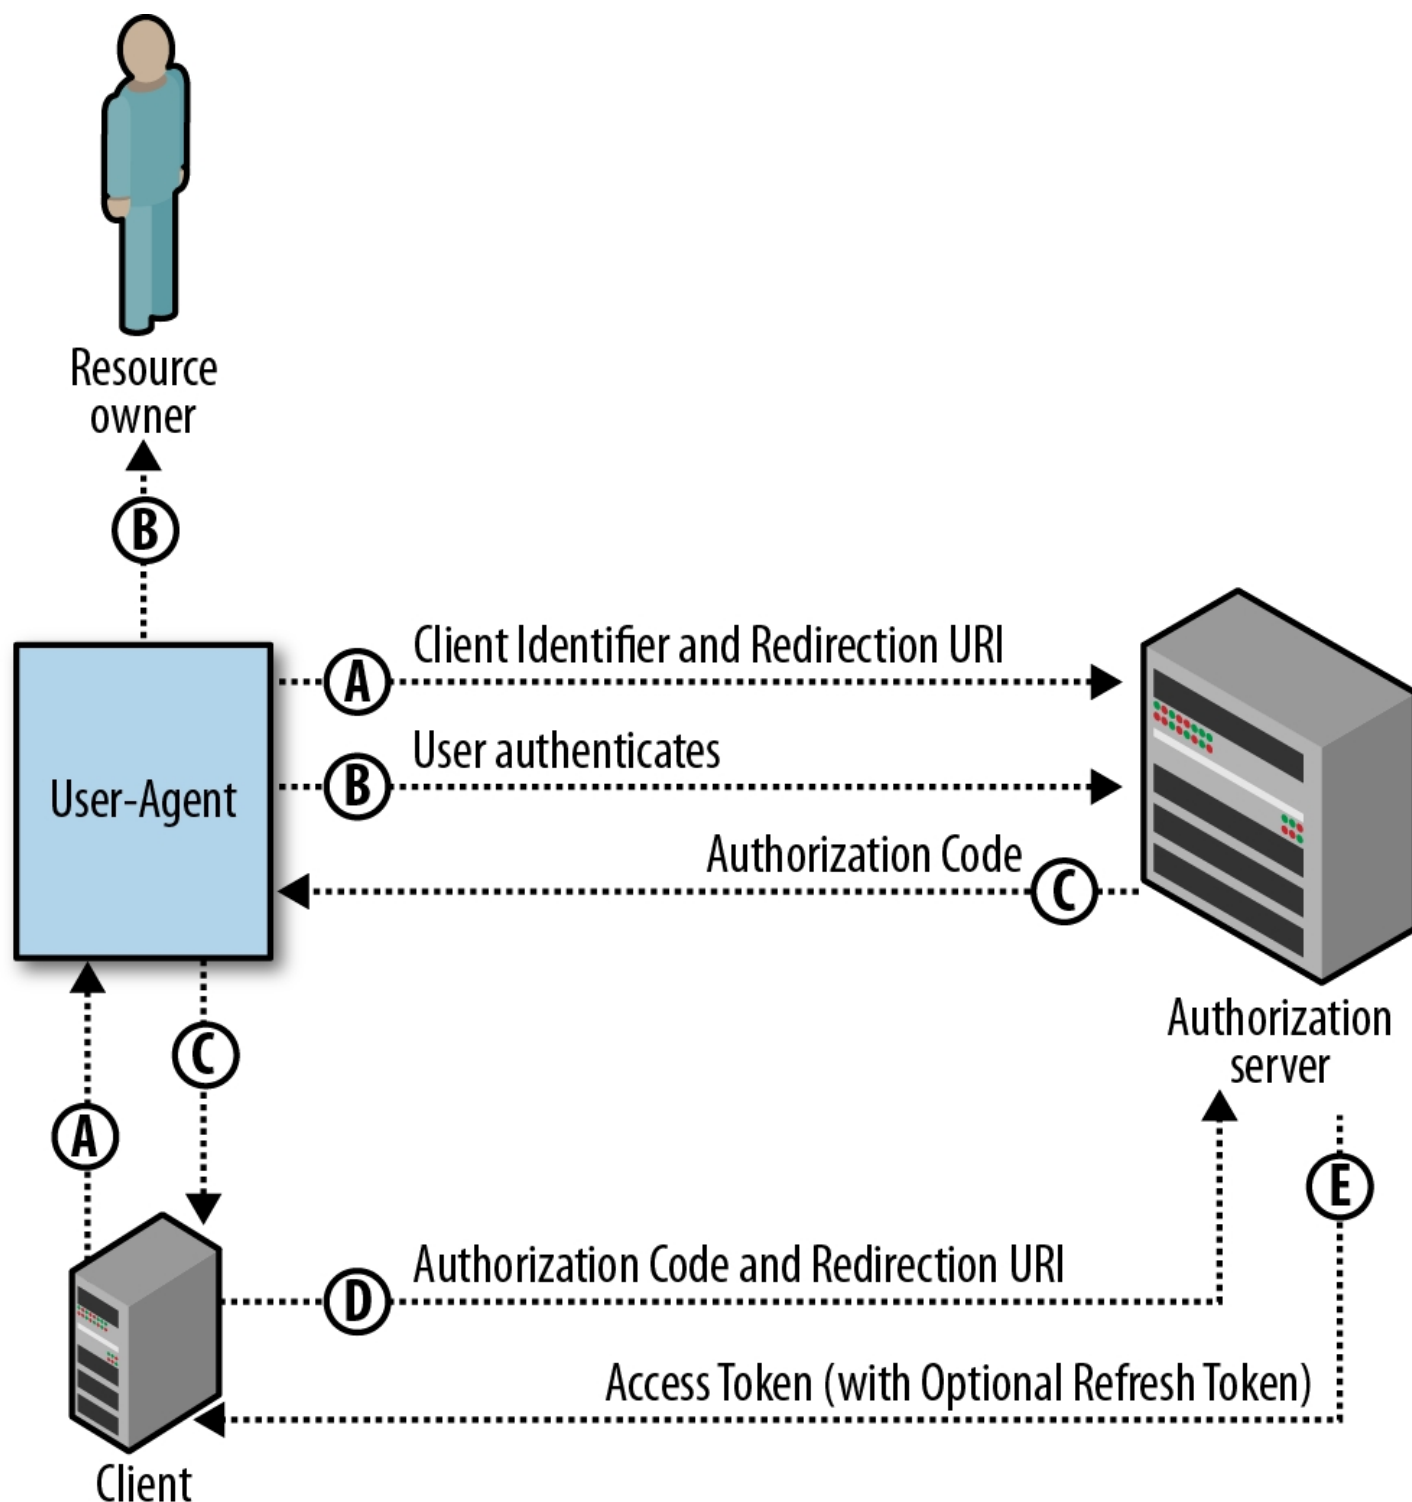 Resource
owner
B
Client Identifier and Redirection URI
A
User authenticates
B
User-Agent
Authorization Code
C
Authorization
server
C
A
E
Authorization Code and Redirection URI
D
Access Token (with Optional Refresh Token)
Client